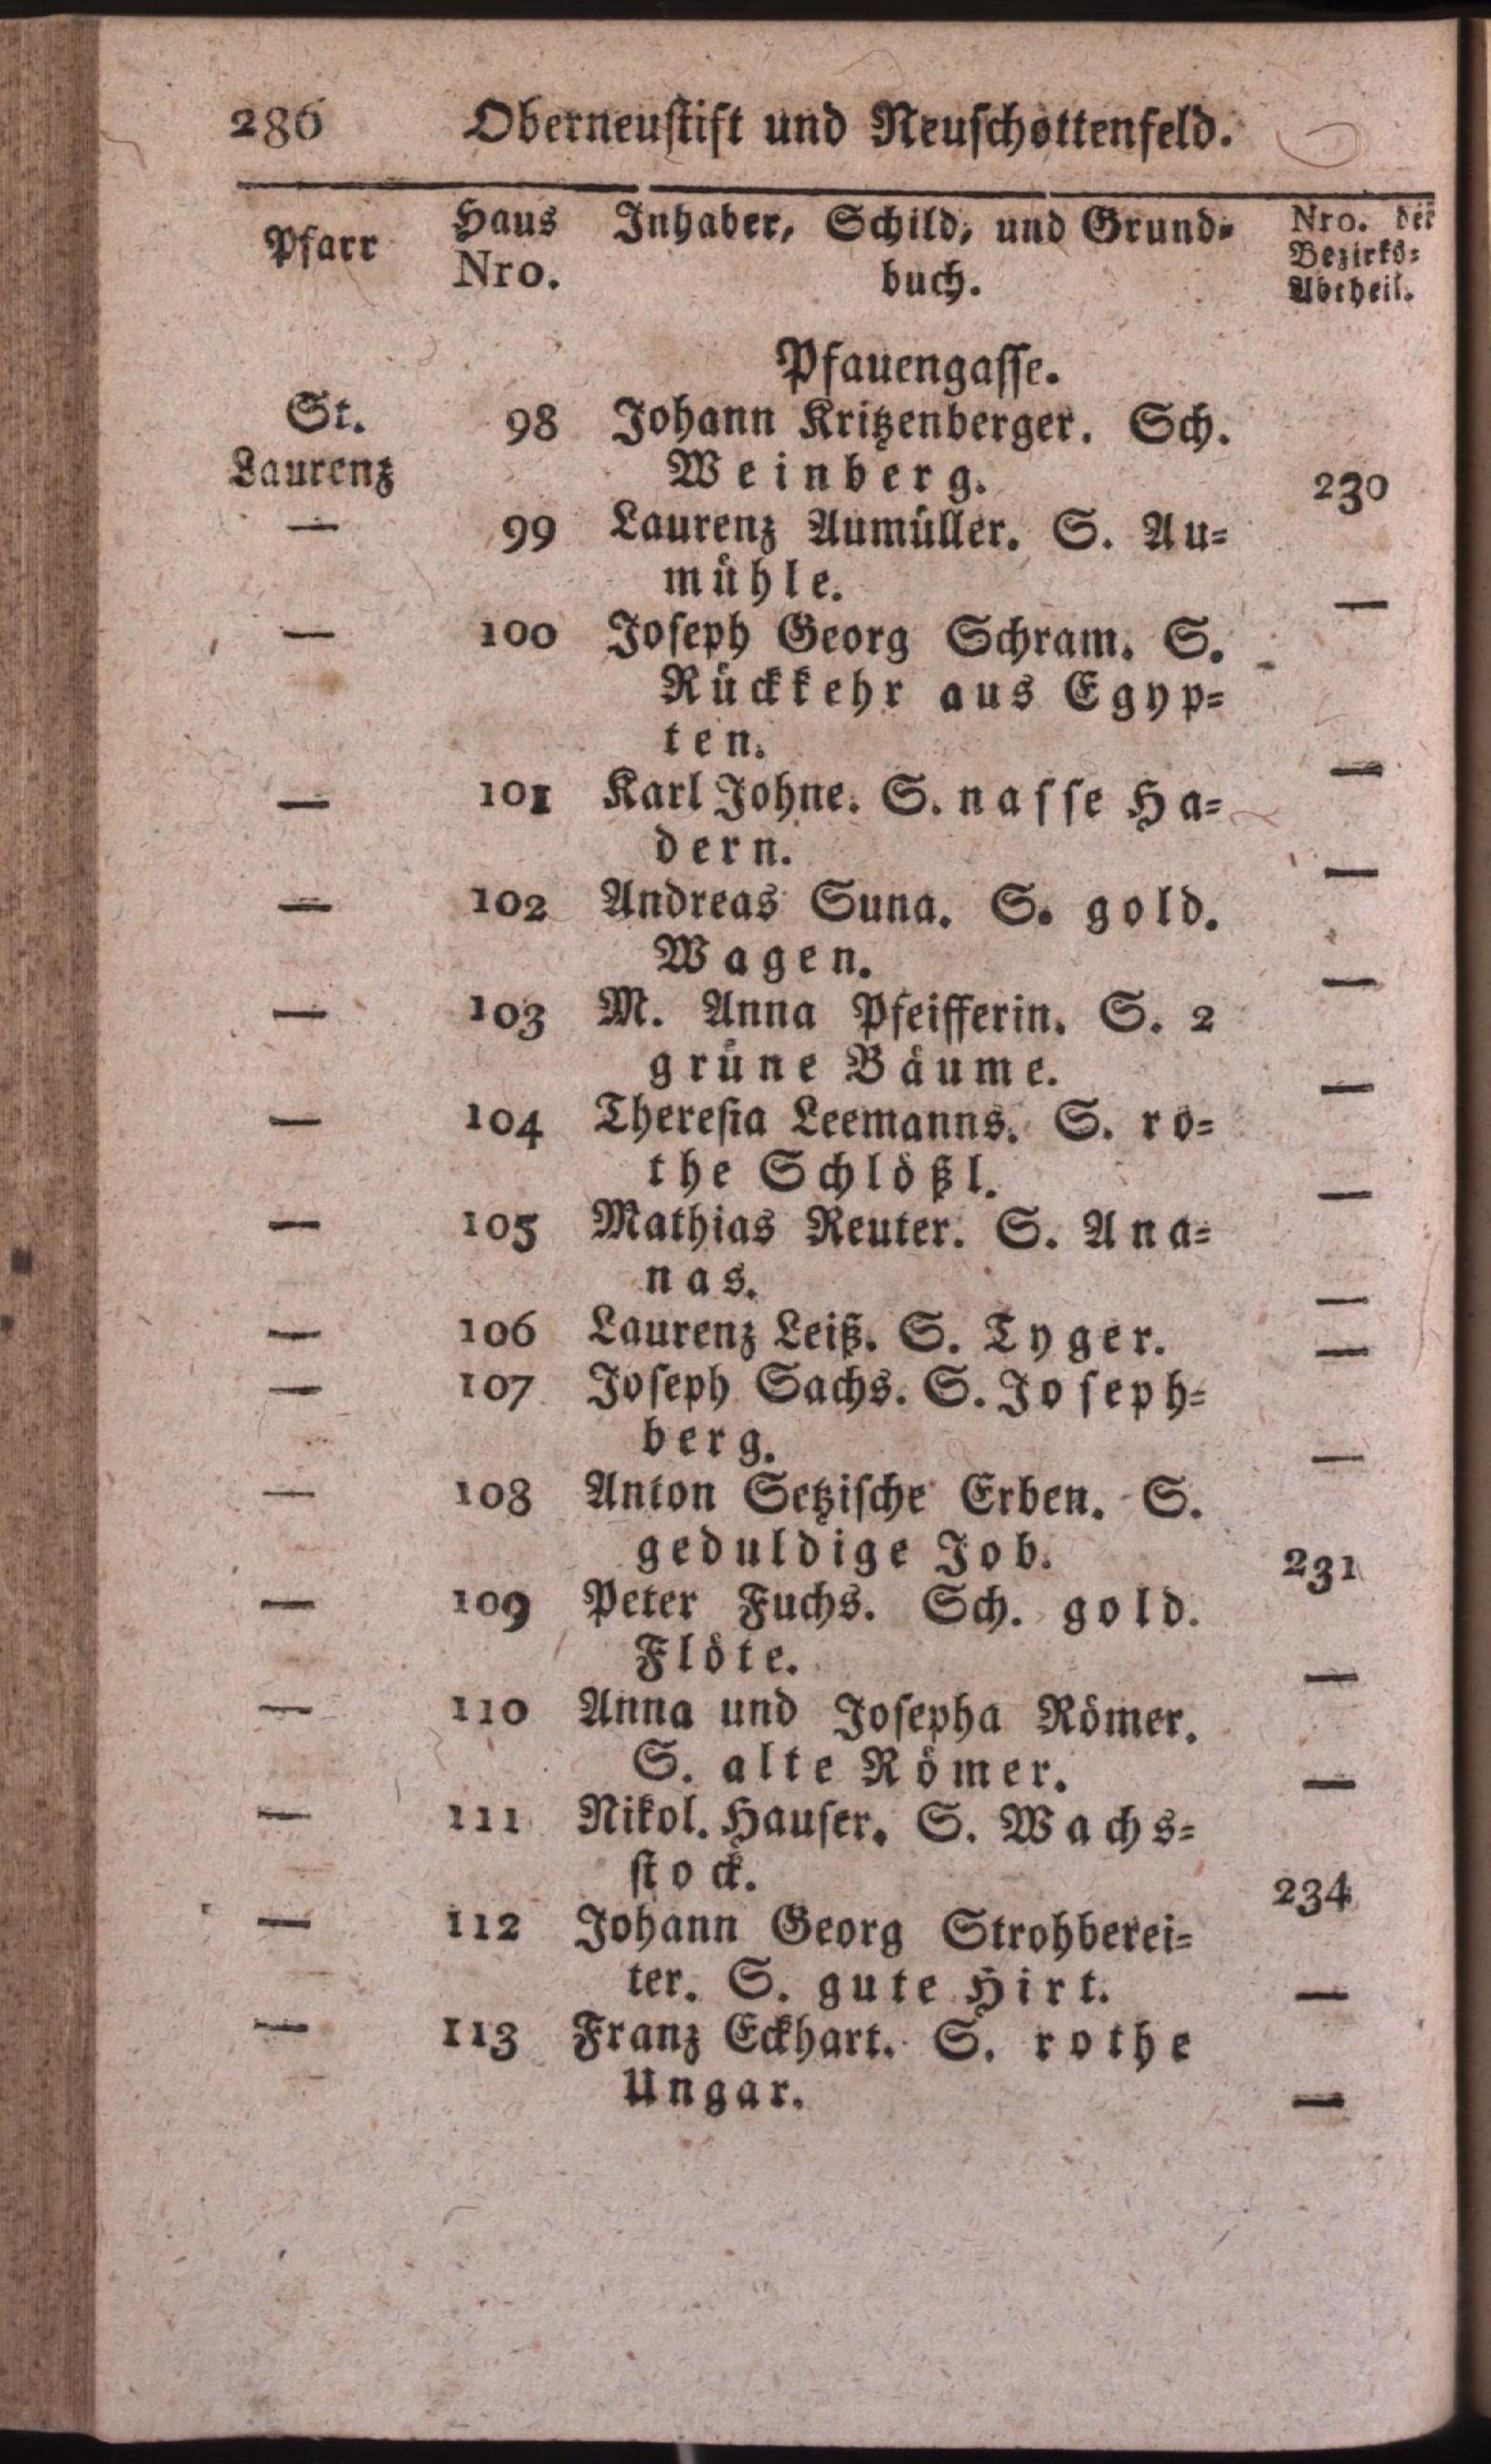 286 Oberneustift und Neuschottenfeld.
Pfarr Haus Nro. Inhaber, Schild, und Grund= buch. Nro. der Bezirks= Abtheil.
Pfauengasse.
St. 98 Johann Kritzenberger. Sch.
Laurenz Weinberg. 230
— 99 Laurenz Aumüller. S. Au=
mühle. —
— 100 Joseph Georg Schram. S.
Rückkehr aus Egyp=
ten. —
— 101 Karl Johne. S. nasse Ha=
dern. —
— 102 Andreas Suna. S. gold.
Wagen. —
— 103 M. Anna Pfeifferin. S. 2
grüne Bäume. —
— 104 Theresia Leemanns. S. ro=
the Schlößl. —
— 105 Mathias Reuter. S. Ana=
nas. —
— 106 Laurenz Leiß. S. Tyger. —
— 107 Joseph Sachs. S. Joseph=
berg. —
— 108 Anton Setzische Erben. S.
geduldige Job. 231
— 109 Peter Fuchs. Sch. gold.
Flöte. —
— 110 Anna und Josepha Römer.
S. alte Römer. —
— 111 Nikol. Hauser. S. Wachs=
stock. 234
— 112 Johann Georg Strohberei=
ter. S. gute Hirt. —
— 113 Franz Eckhart. S. rothe
Ungar. —